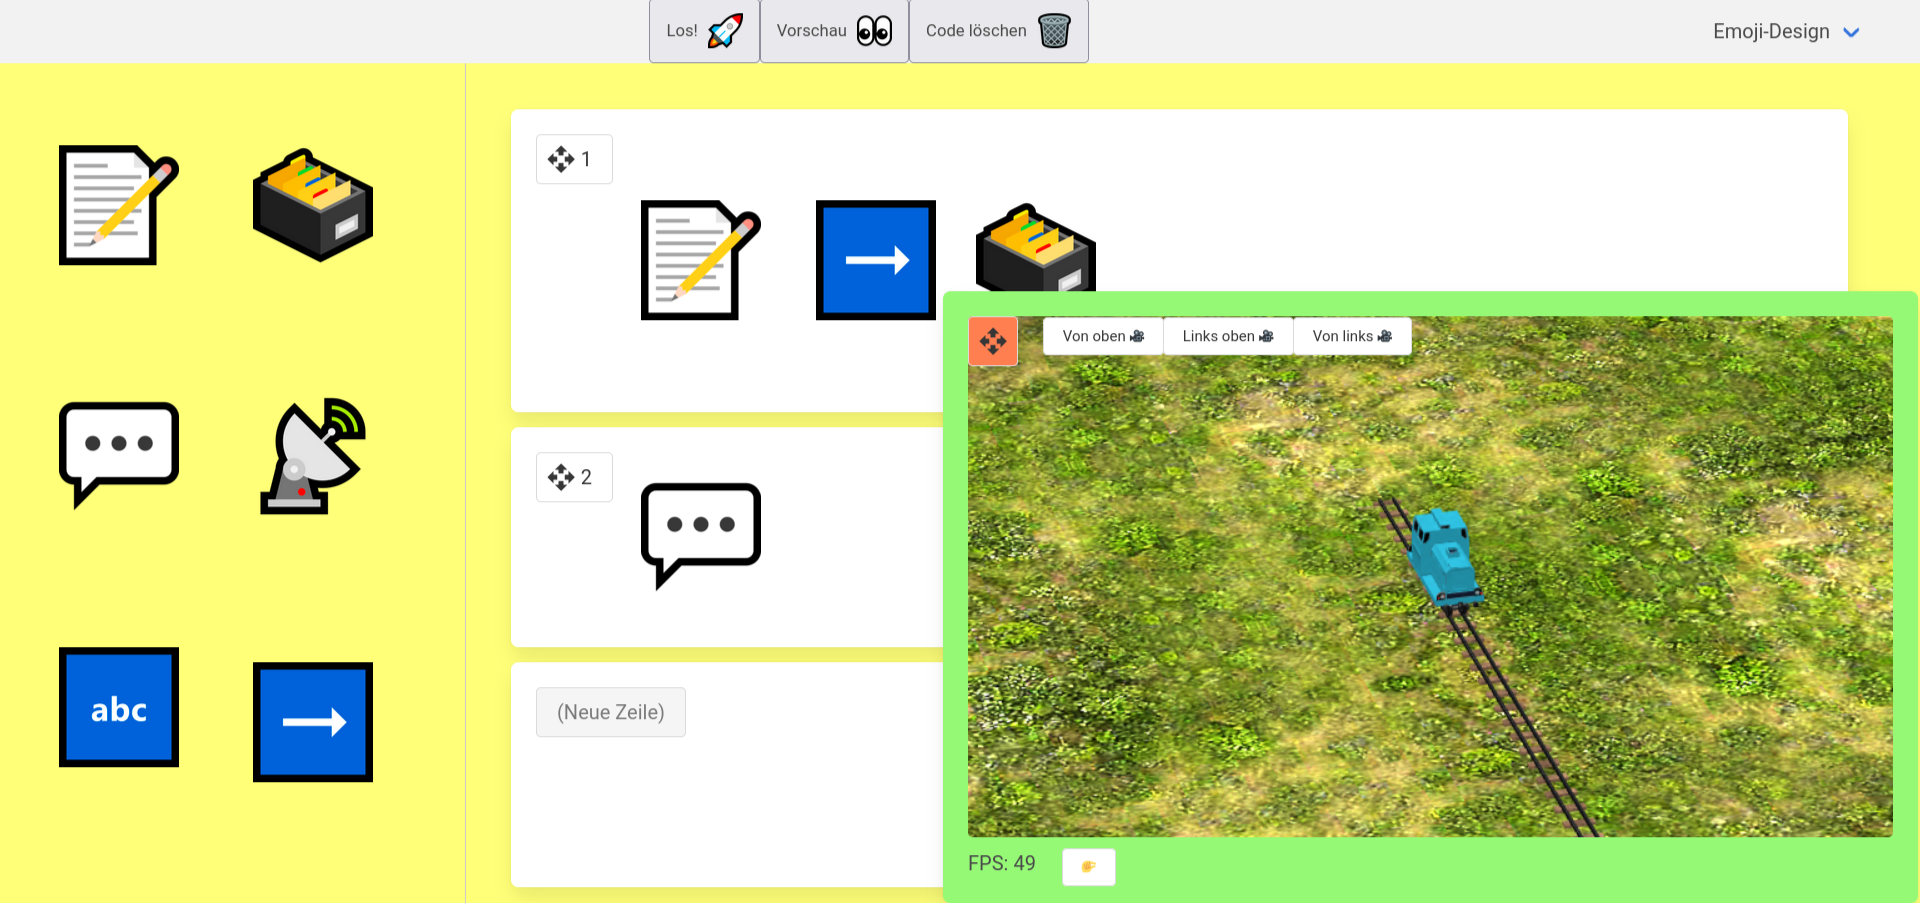 Los!
Vorschau
Code löschen
Emoji-Design
1
2
(Neue Zeile)
abc
Von oben
Links oben
Von links
FPS: 49